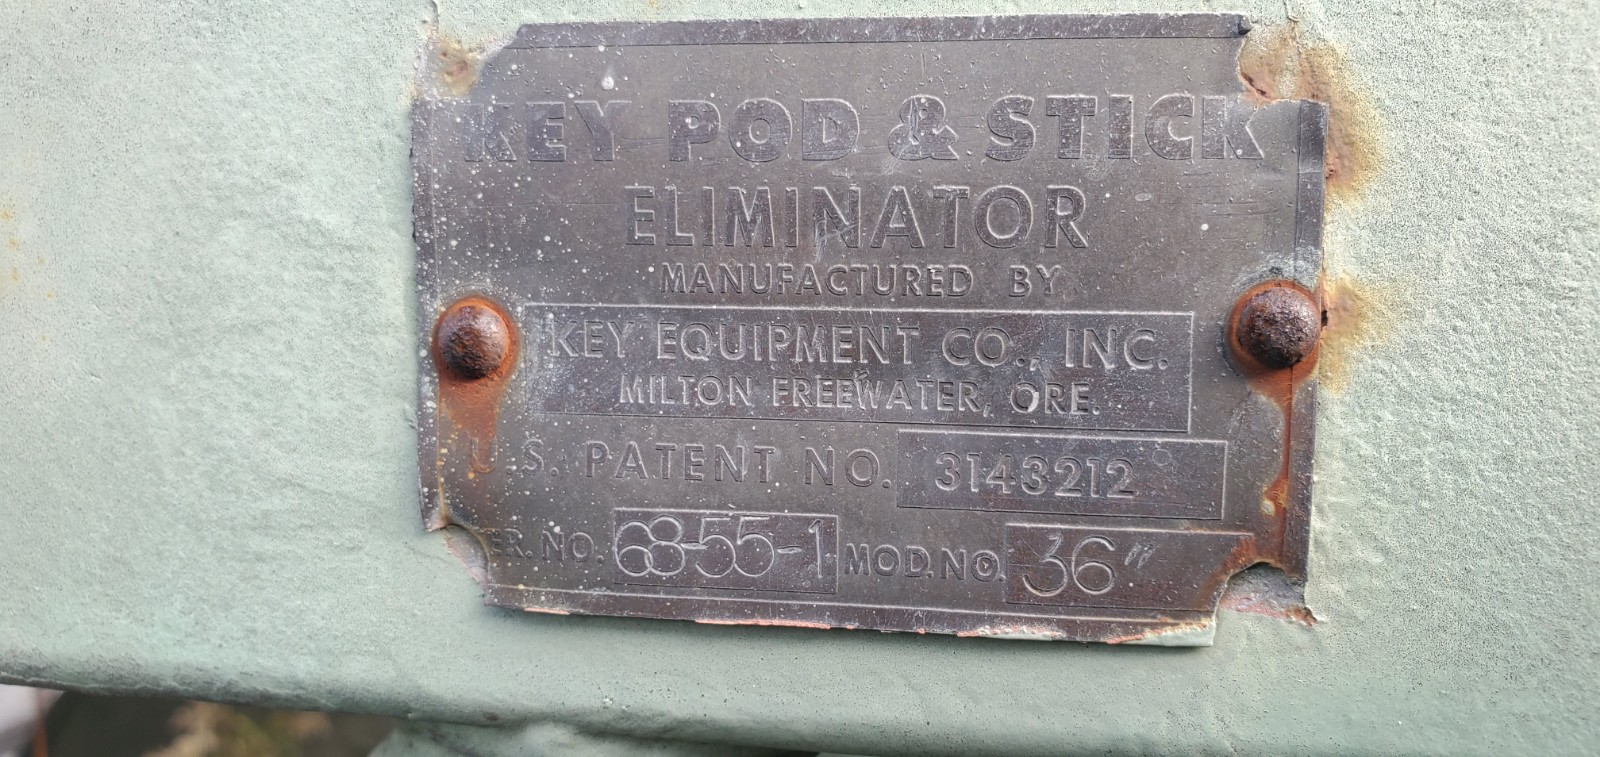 KEY POD & STICK
ELIMINATOR
MANUFACTURED BY
KEY EQUIPMENT CO., INC.
MILTON FREEWATER, ORE.
U.S. PATENT NO. 3143212
ER. NO. 68-55-1 MOD. NO. 36"